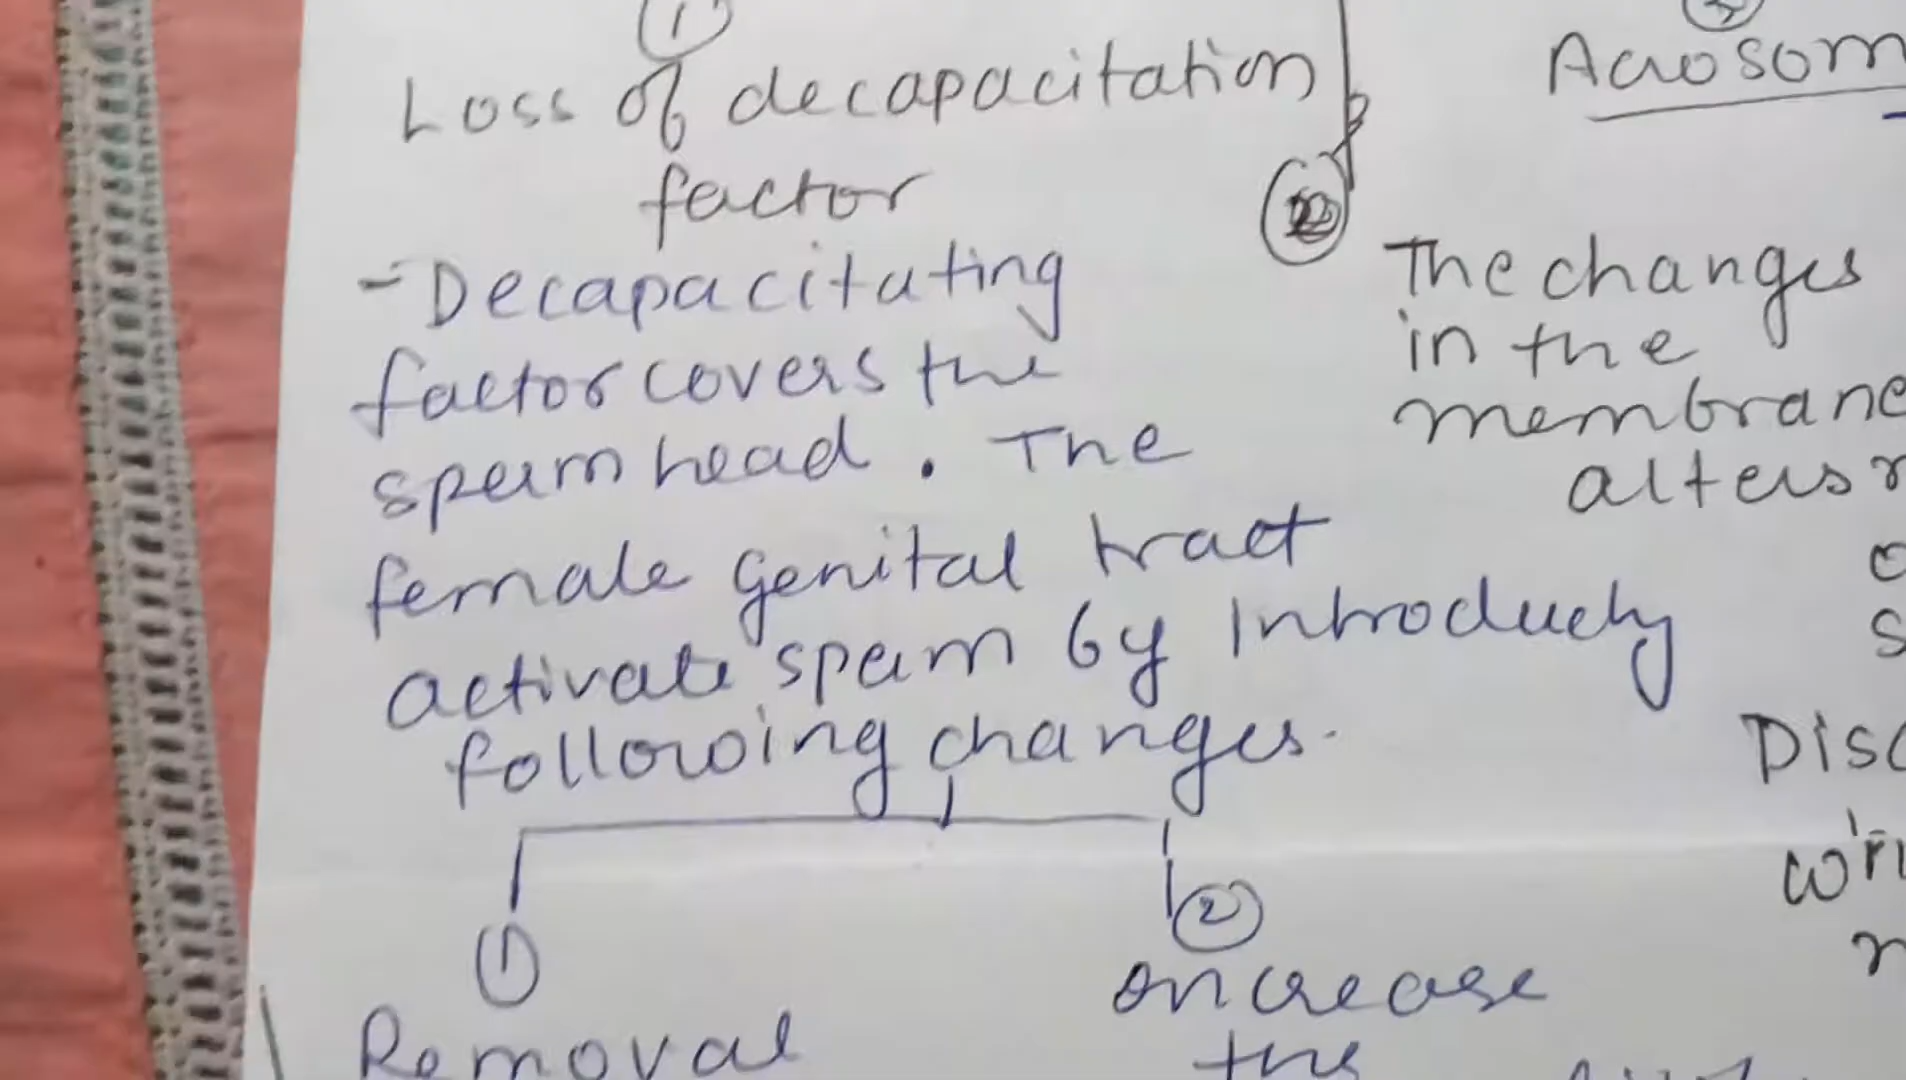 1
Loss of decapacitation
factor
- Decapacitating
factor covers the
sperm head. The
female genital tract
activate sperm by Introducing
following changes.
1
Removal
2
Increase
the
Acrosom
The changes
in the
membrane
alters
Disc